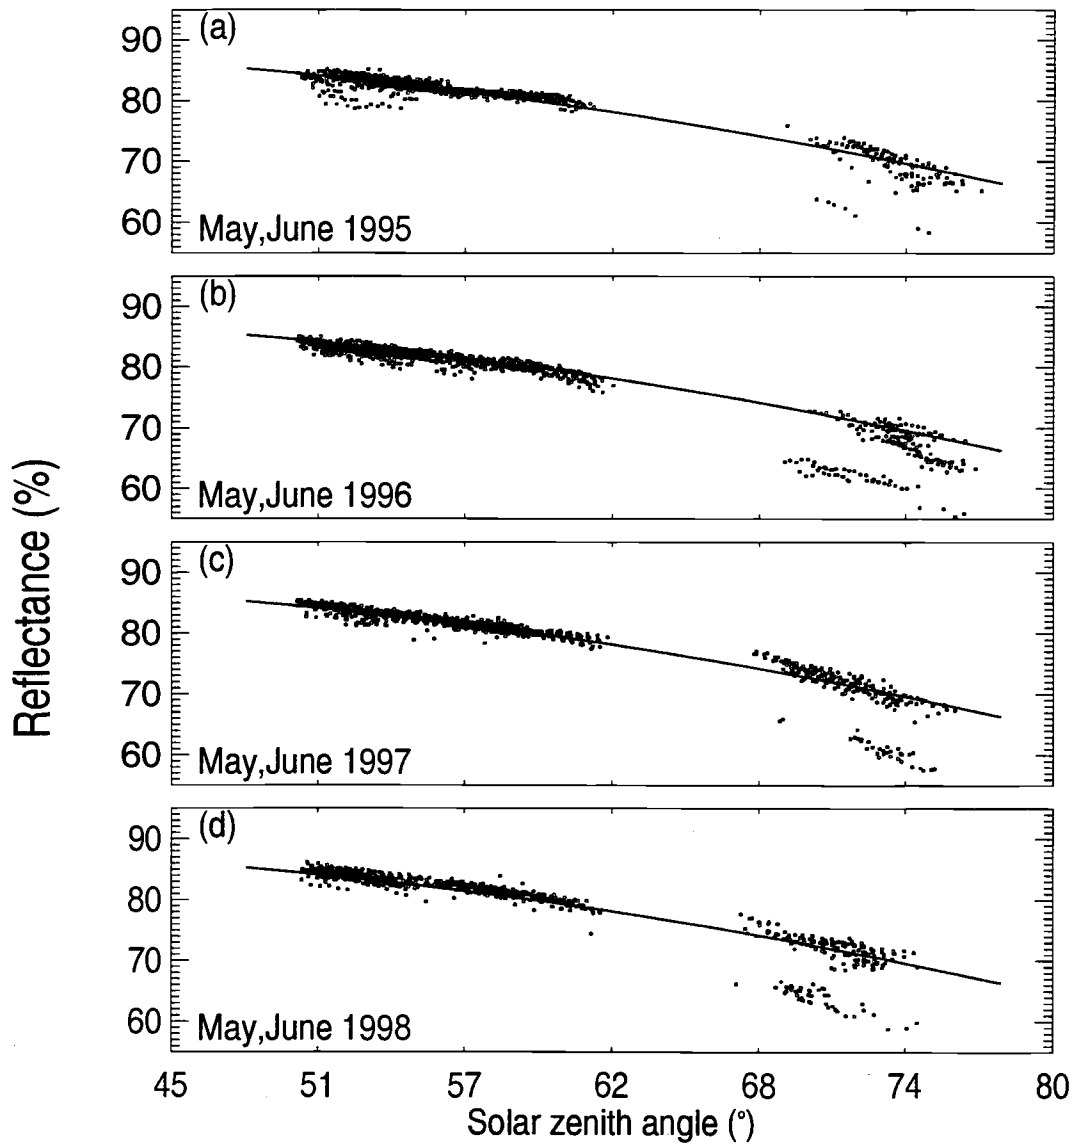 (a)
90
80
70
60
May,June 1995
(b)
90
80
70
60
May,June 1996
(c)
90
80
70
60
May,June 1997
(d)
90
80
70
60
May,June 1998
Reflectance (%)
45 51 57 62 68 74 80
Solar zenith angle (°)